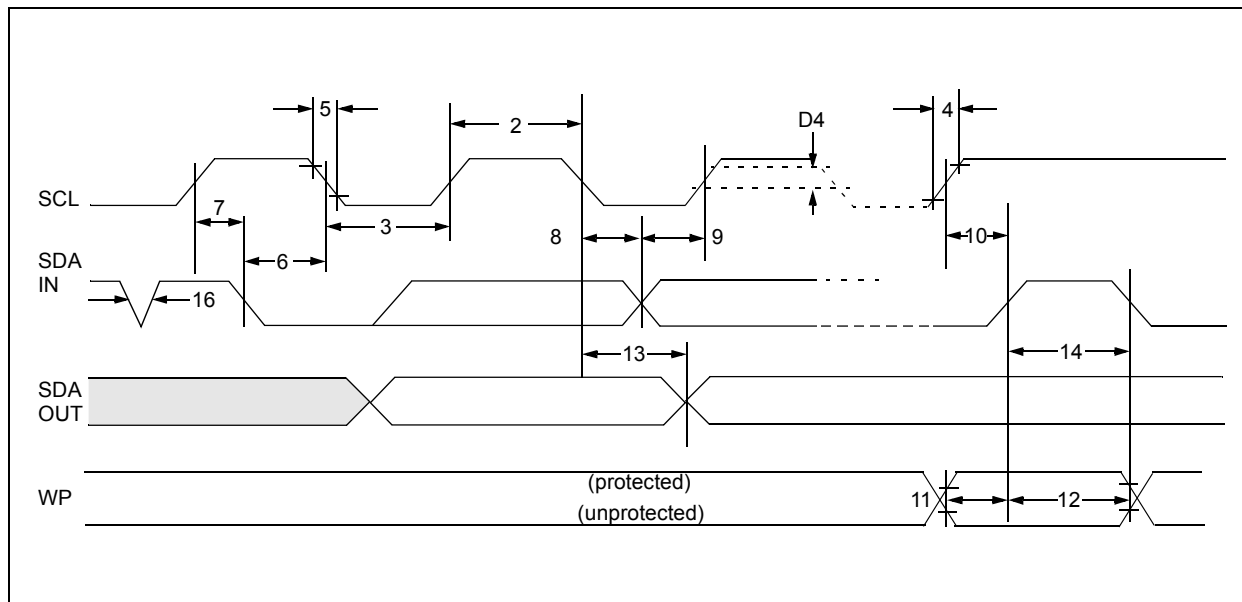 5
2
D4
4
SCL
7
3
8
9
10
SDA
IN
6
16
13
14
SDA
OUT
WP
(protected)
(unprotected)
11
12